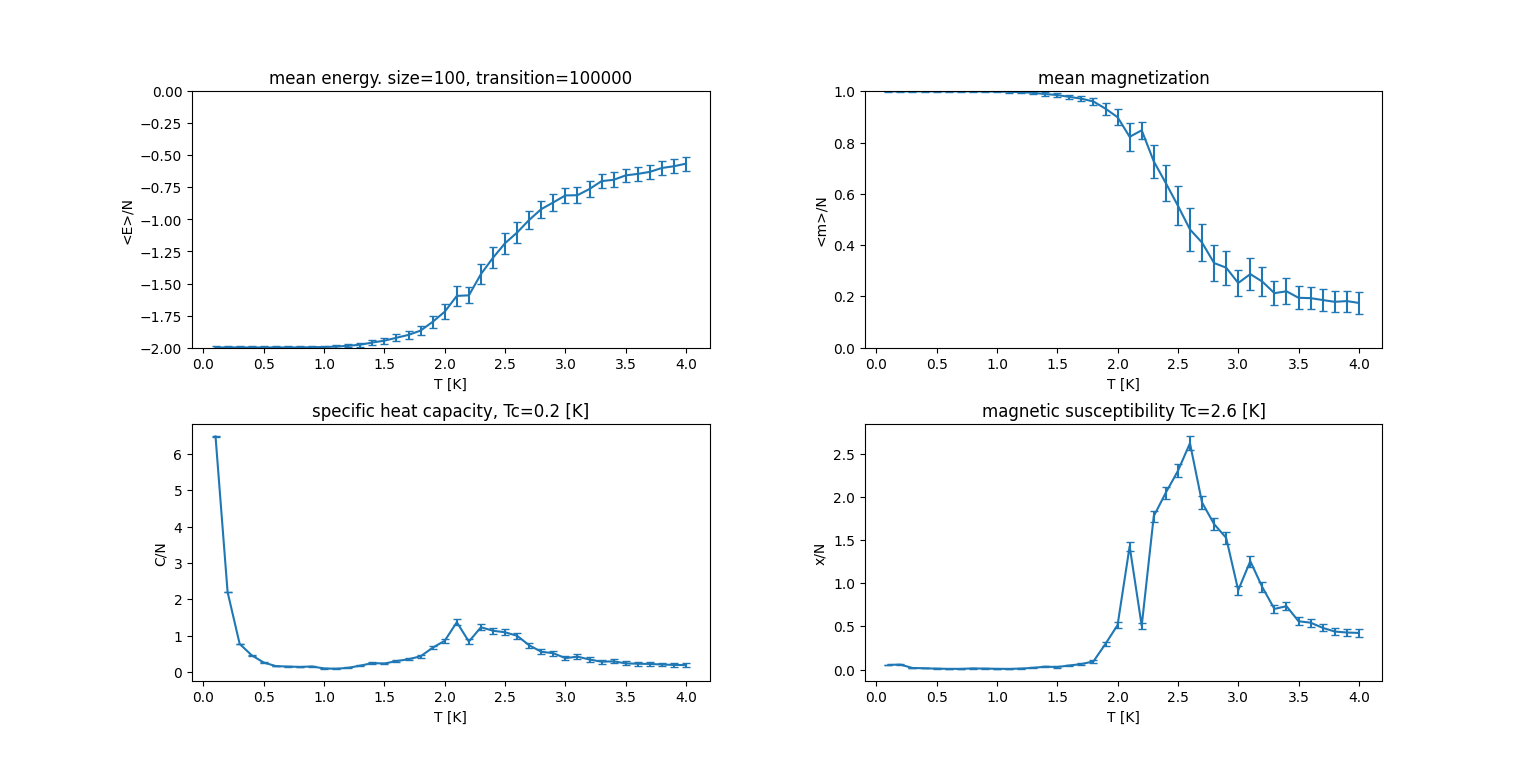 mean energy. size=100, transition=100000
0.00
−0.25
−0.50
−0.75
−1.00
−1.25
−1.50
−1.75
−2.00
<E>/N
0.0 0.5 1.0 1.5 2.0 2.5 3.0 3.5 4.0
T [K]
mean magnetization
1.0
0.8
0.6
0.4
0.2
0.0
<m>/N
0.0 0.5 1.0 1.5 2.0 2.5 3.0 3.5 4.0
T [K]
specific heat capacity, Tc=0.2 [K]
6
5
4
3
2
1
0
C/N
0.0 0.5 1.0 1.5 2.0 2.5 3.0 3.5 4.0
T [K]
magnetic susceptibility Tc=2.6 [K]
2.5
2.0
1.5
1.0
0.5
0.0
x/N
0.0 0.5 1.0 1.5 2.0 2.5 3.0 3.5 4.0
T [K]